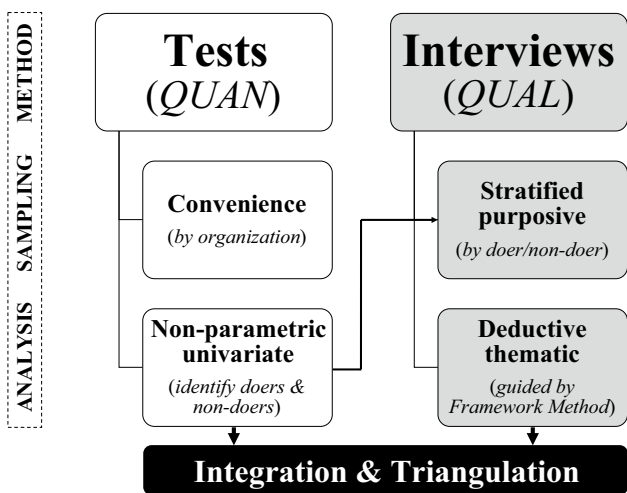 METHOD
SAMPLING
ANALYSIS
Tests
(QUAN)
Interviews
(QUAL)
Convenience
(by organization)
Stratified
purposive
(by doer/non-doer)
Non-parametric
univariate
(identify doers &
non-doers)
Deductive
thematic
(guided by
Framework Method)
Integration & Triangulation